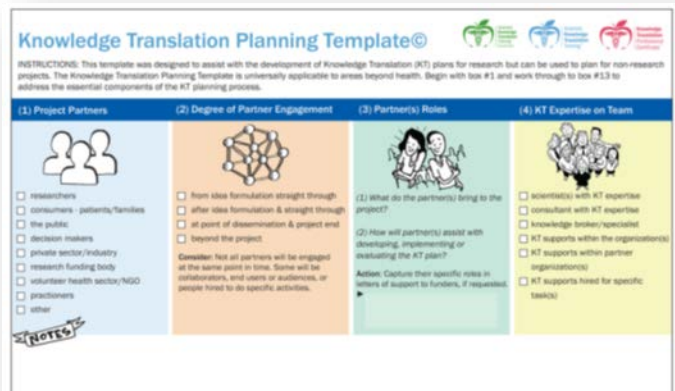 Knowledge Translation Planning Template©
INSTRUCTIONS: This template was designed to assist with the development of Knowledge Translation (KT) plans for research but can be used to plan for non-research
projects. The Knowledge Translation Planning Template is universally applicable to areas beyond health. Begin with box #1 and work through to box #13 to
address the essential components of the KT planning process.
(1) Project Partners
researchers
consumers - patients/families
the public
decision makers
private sector/industry
research funding body
volunteer health sector/NGO
practioners
other
NOTES
(2) Degree of Partner Engagement
from idea formulation straight through
after idea formulation & straight through
at point of dissemination & project end
beyond the project
Consider: Not all partners will be engaged
at the same point in time. Some will be
collaborators, end users or audiences, or
people hired to do specific activities.
(3) Partner(s) Roles
(1) What do the partner(s) bring to the
project?
(2) How will partner(s) assist with
developing, implementing or
evaluating the KT plan?
Action: Capture their specific roles in
letters of support to funders, if requested.
(4) KT Expertise on Team
scientist(s) with KT expertise
consultant with KT expertise
knowledge broker/specialist
KT supports within the organization(s)
KT supports within partner
organization(s)
KT supports hired for specific
task(s)